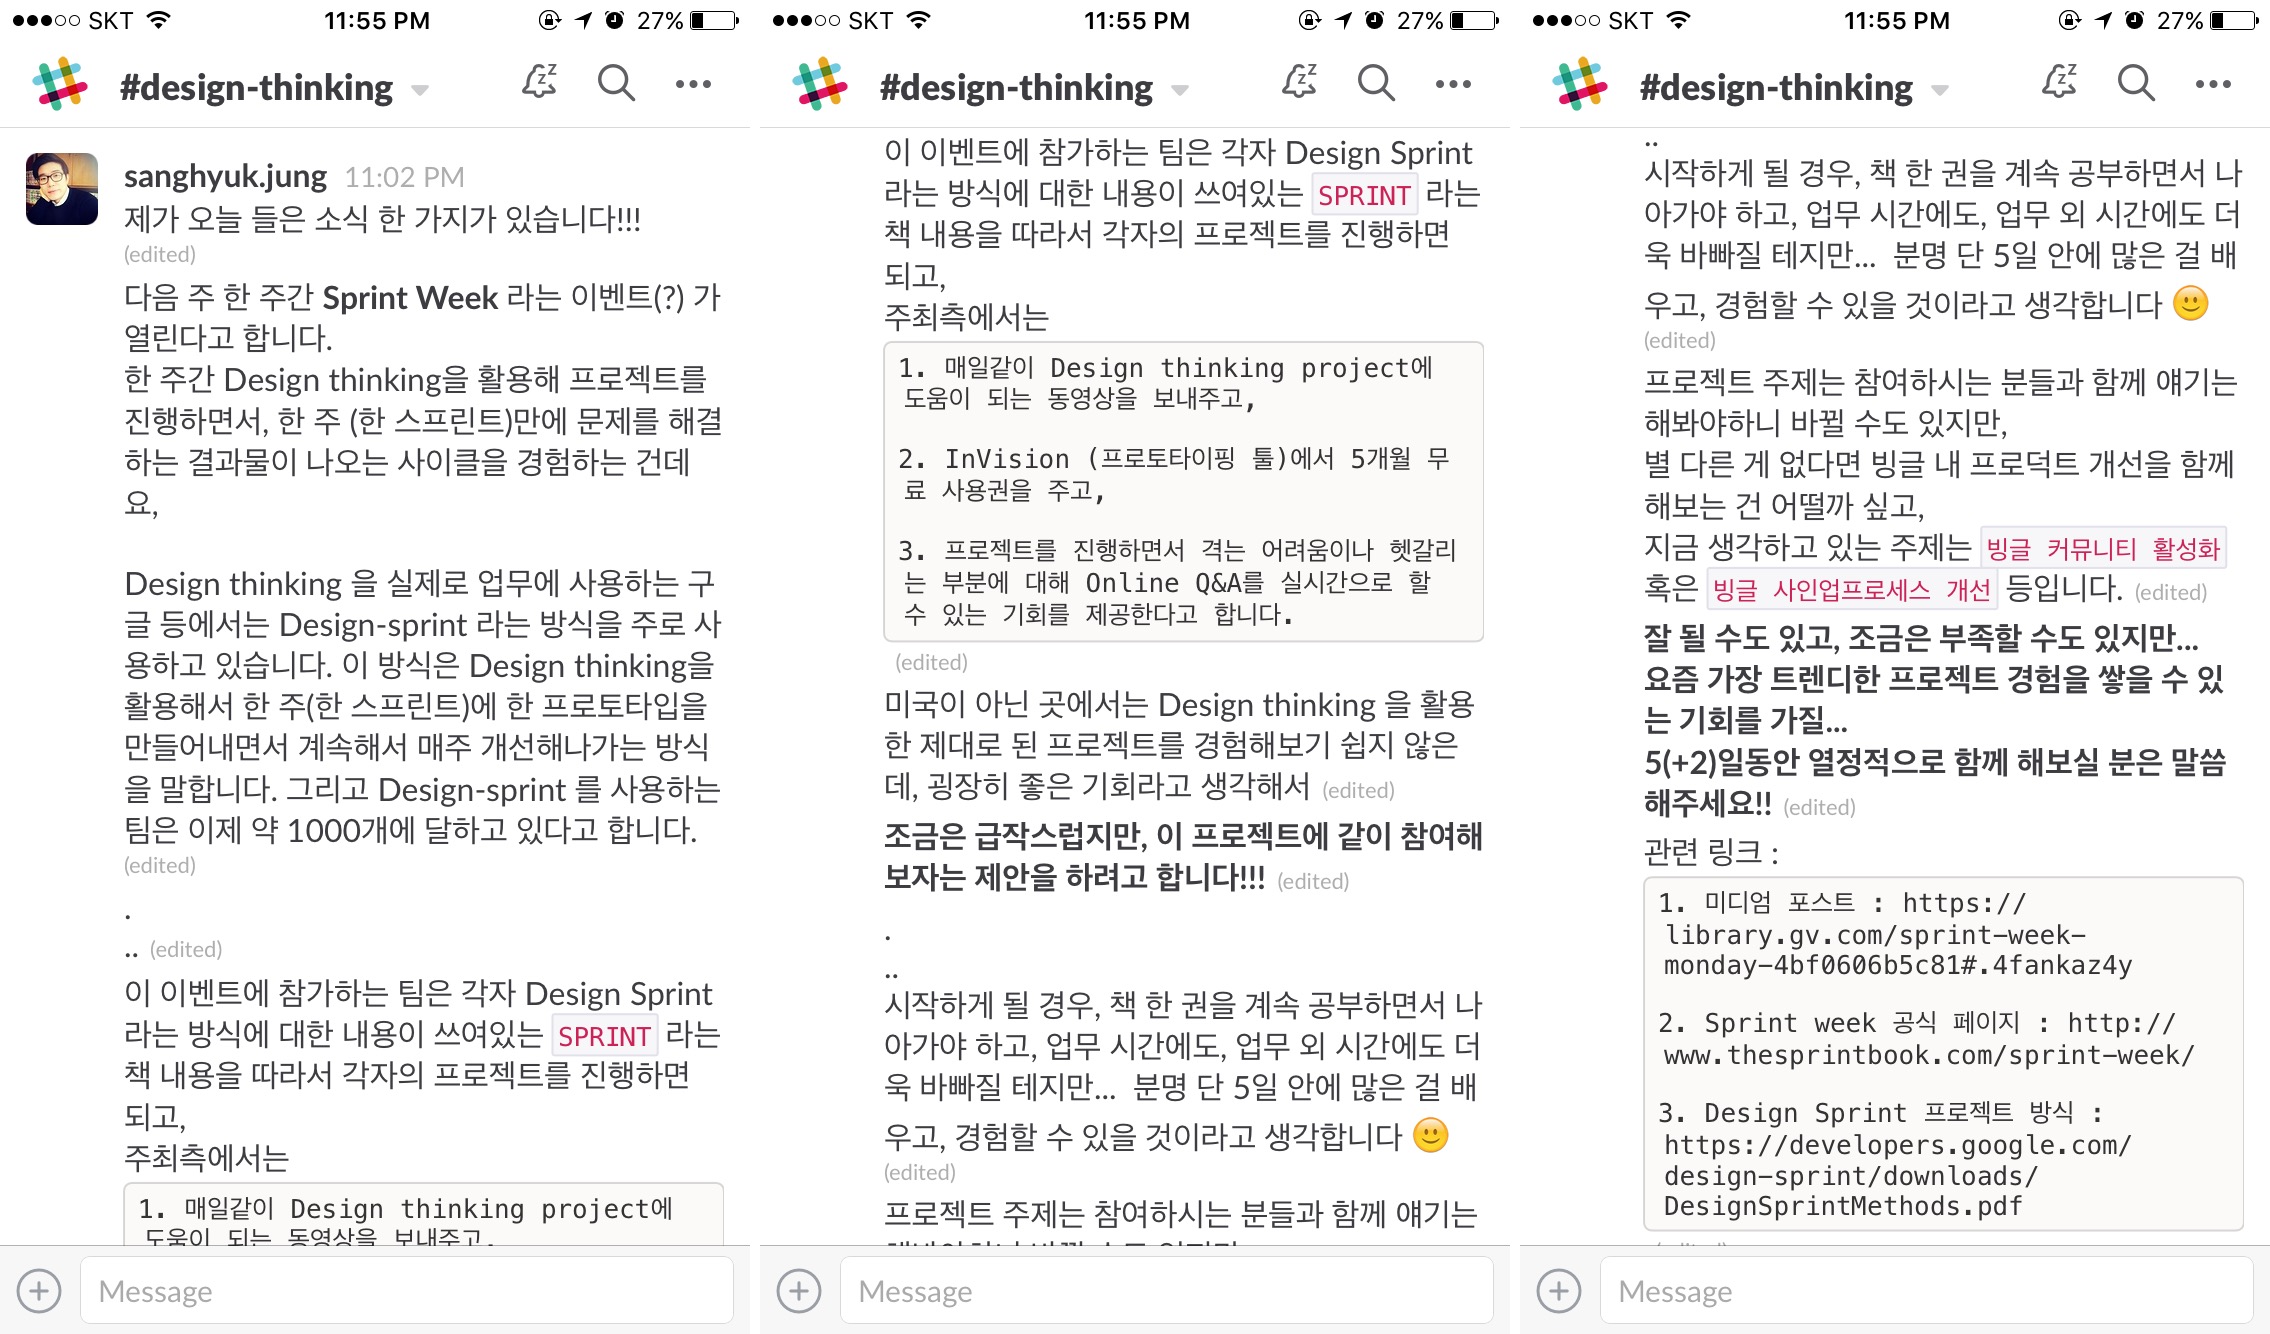 SKT 11:55 PM 27%
#design-thinking
sanghyuk.jung 11:02 PM
제가 오늘 들은 소식 한 가지가 있습니다!!!
(edited)
다음 주 한 주간 Sprint Week 라는 이벤트(?) 가
열린다고 합니다.
한 주간 Design thinking을 활용해 프로젝트를
진행하면서, 한 주 (한 스프린트)만에 문제를 해결
하는 결과물이 나오는 사이클을 경험하는 건데
요,
Design thinking 을 실제로 업무에 사용하는 구
글 등에서는 Design-sprint 라는 방식을 주로 사
용하고 있습니다. 이 방식은 Design thinking을
활용해서 한 주(한 스프린트)에 한 프로토타입을
만들어내면서 계속해서 매주 개선해나가는 방식
을 말합니다. 그리고 Design-sprint 를 사용하는
팀은 이제 약 1000개에 달하고 있다고 합니다.
(edited)
.
.. (edited)
이 이벤트에 참가하는 팀은 각자 Design Sprint
라는 방식에 대한 내용이 쓰여있는 SPRINT 라는
책 내용을 따라서 각자의 프로젝트를 진행하면
되고,
주최측에서는
1. 매일같이 Design thinking project에
도움이 되는 동영상을 보내주고,
Message
SKT 11:55 PM 27%
#design-thinking
이 이벤트에 참가하는 팀은 각자 Design Sprint
라는 방식에 대한 내용이 쓰여있는 SPRINT 라는
책 내용을 따라서 각자의 프로젝트를 진행하면
되고,
주최측에서는
1. 매일같이 Design thinking project에
도움이 되는 동영상을 보내주고,
2. InVision (프로토타이핑 툴)에서 5개월 무
료 사용권을 주고,
3. 프로젝트를 진행하면서 격는 어려움이나 헷갈리
는 부분에 대해 Online Q&A를 실시간으로 할
수 있는 기회를 제공한다고 합니다.
(edited)
미국이 아닌 곳에서는 Design thinking 을 활용
한 제대로 된 프로젝트를 경험해보기 쉽지 않은
데, 굉장히 좋은 기회라고 생각해서 (edited)
조금은 급작스럽지만, 이 프로젝트에 같이 참여해
보자는 제안을 하려고 합니다!!! (edited)
.
..
시작하게 될 경우, 책 한 권을 계속 공부하면서 나
아가야 하고, 업무 시간에도, 업무 외 시간에도 더
욱 바빠질 테지만... 분명 단 5일 안에 많은 걸 배
우고, 경험할 수 있을 것이라고 생각합니다
(edited)
프로젝트 주제는 참여하시는 분들과 함께 얘기는
Message
SKT 11:55 PM 27%
#design-thinking
..
시작하게 될 경우, 책 한 권을 계속 공부하면서 나
아가야 하고, 업무 시간에도, 업무 외 시간에도 더
욱 바빠질 테지만... 분명 단 5일 안에 많은 걸 배
우고, 경험할 수 있을 것이라고 생각합니다
(edited)
프로젝트 주제는 참여하시는 분들과 함께 얘기는
해봐야하니 바뀔 수도 있지만,
별 다른 게 없다면 빙글 내 프로덕트 개선을 함께
해보는 건 어떨까 싶고,
지금 생각하고 있는 주제는 빙글 커뮤니티 활성화
혹은 빙글 사인업프로세스 개선 등입니다. (edited)
잘 될 수도 있고, 조금은 부족할 수도 있지만...
요즘 가장 트렌디한 프로젝트 경험을 쌓을 수 있
는 기회를 가질...
5(+2)일동안 열정적으로 함께 해보실 분은 말씀
해주세요!! (edited)
관련 링크 :
1. 미디엄 포스트 : https://
library.gv.com/sprint-week-
monday-4bf0606b5c81#.4fankaz4y
2. Sprint week 공식 페이지 : http://
www.thesprintbook.com/sprint-week/
3. Design Sprint 프로젝트 방식 :
https://developers.google.com/
design-sprint/downloads/
DesignSprintMethods.pdf
Message